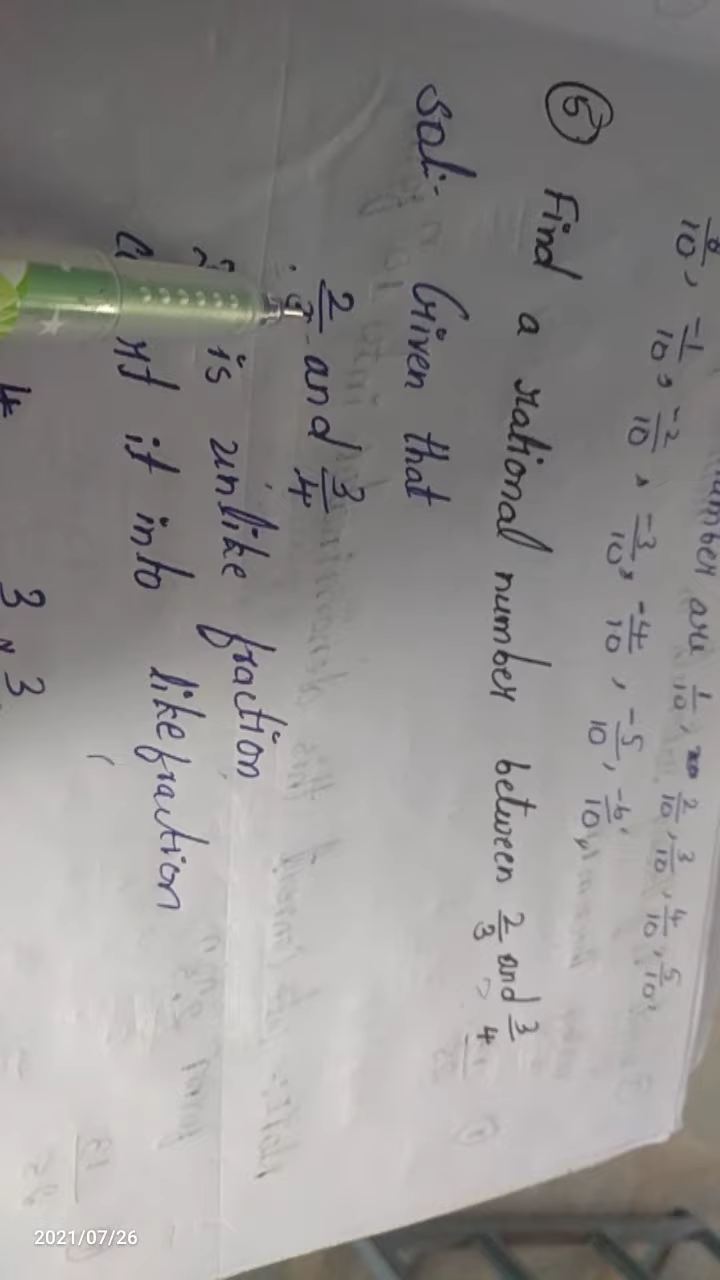 number are 1/10, 2/10, 3/10, 4/10, 5/10,
/10, -1/10, -2/10, -3/10, -4/10, -5/10, -6/10,
5 Find a rational number between 2/3 and 3/4
Sol:- Given that
2/3 and 3/4
is unlike fraction
it into like fraction
4
3 × 3
2021/07/26